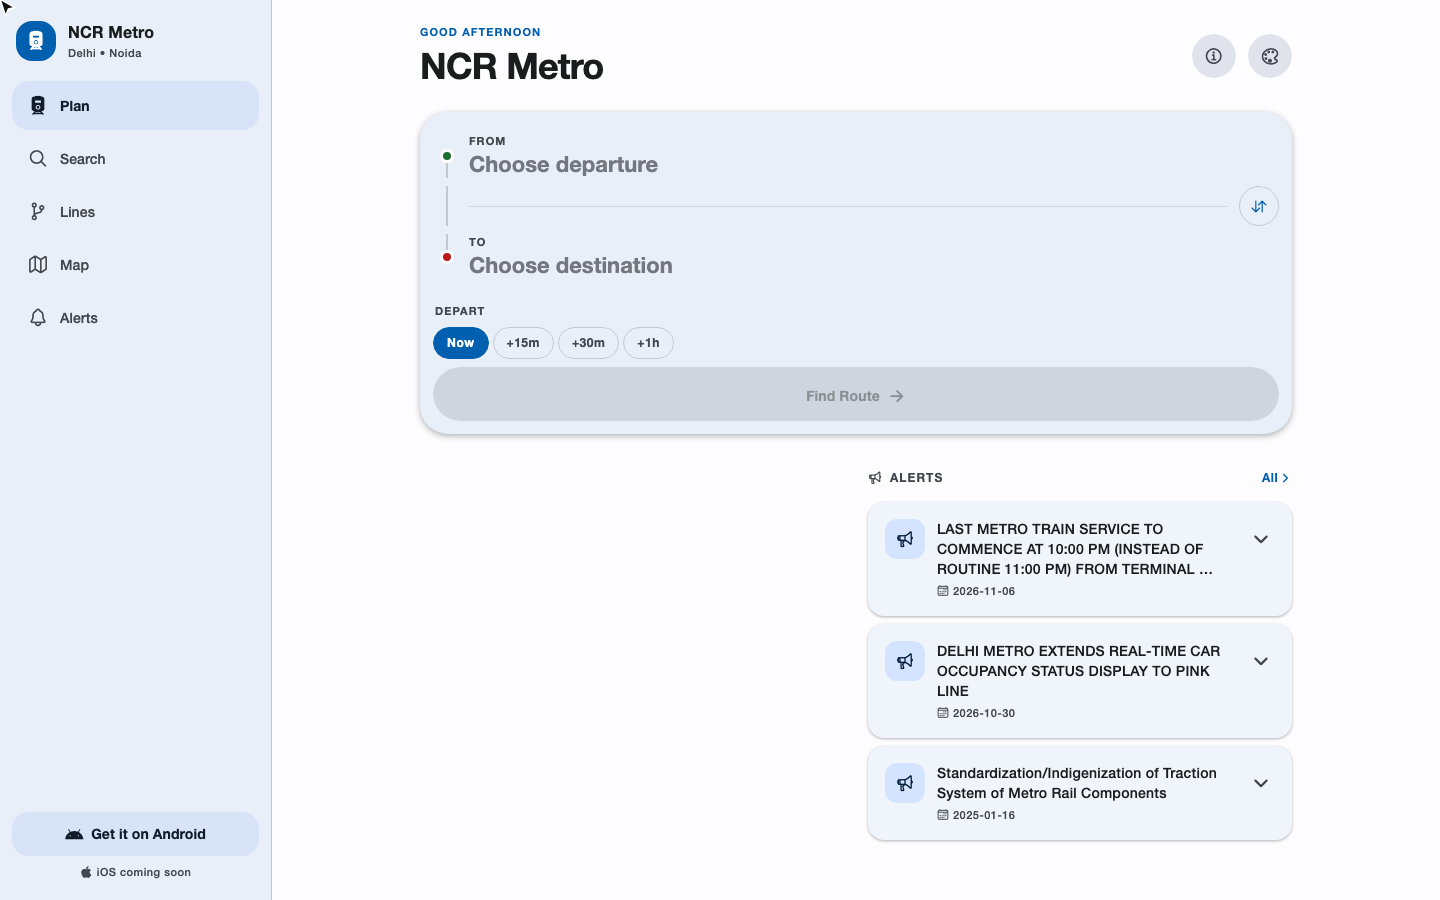 NCR Metro
Delhi • Noida
Plan
Search
Lines
Map
Alerts
Get it on Android
iOS coming soon
GOOD AFTERNOON
NCR Metro
FROM
Choose departure
TO
Choose destination
DEPART
Now
+15m
+30m
+1h
Find Route
ALERTS
All
LAST METRO TRAIN SERVICE TO
COMMENCE AT 10:00 PM (INSTEAD OF
ROUTINE 11:00 PM) FROM TERMINAL …
2026-11-06
DELHI METRO EXTENDS REAL-TIME CAR
OCCUPANCY STATUS DISPLAY TO PINK
LINE
2026-10-30
Standardization/Indigenization of Traction
System of Metro Rail Components
2025-01-16